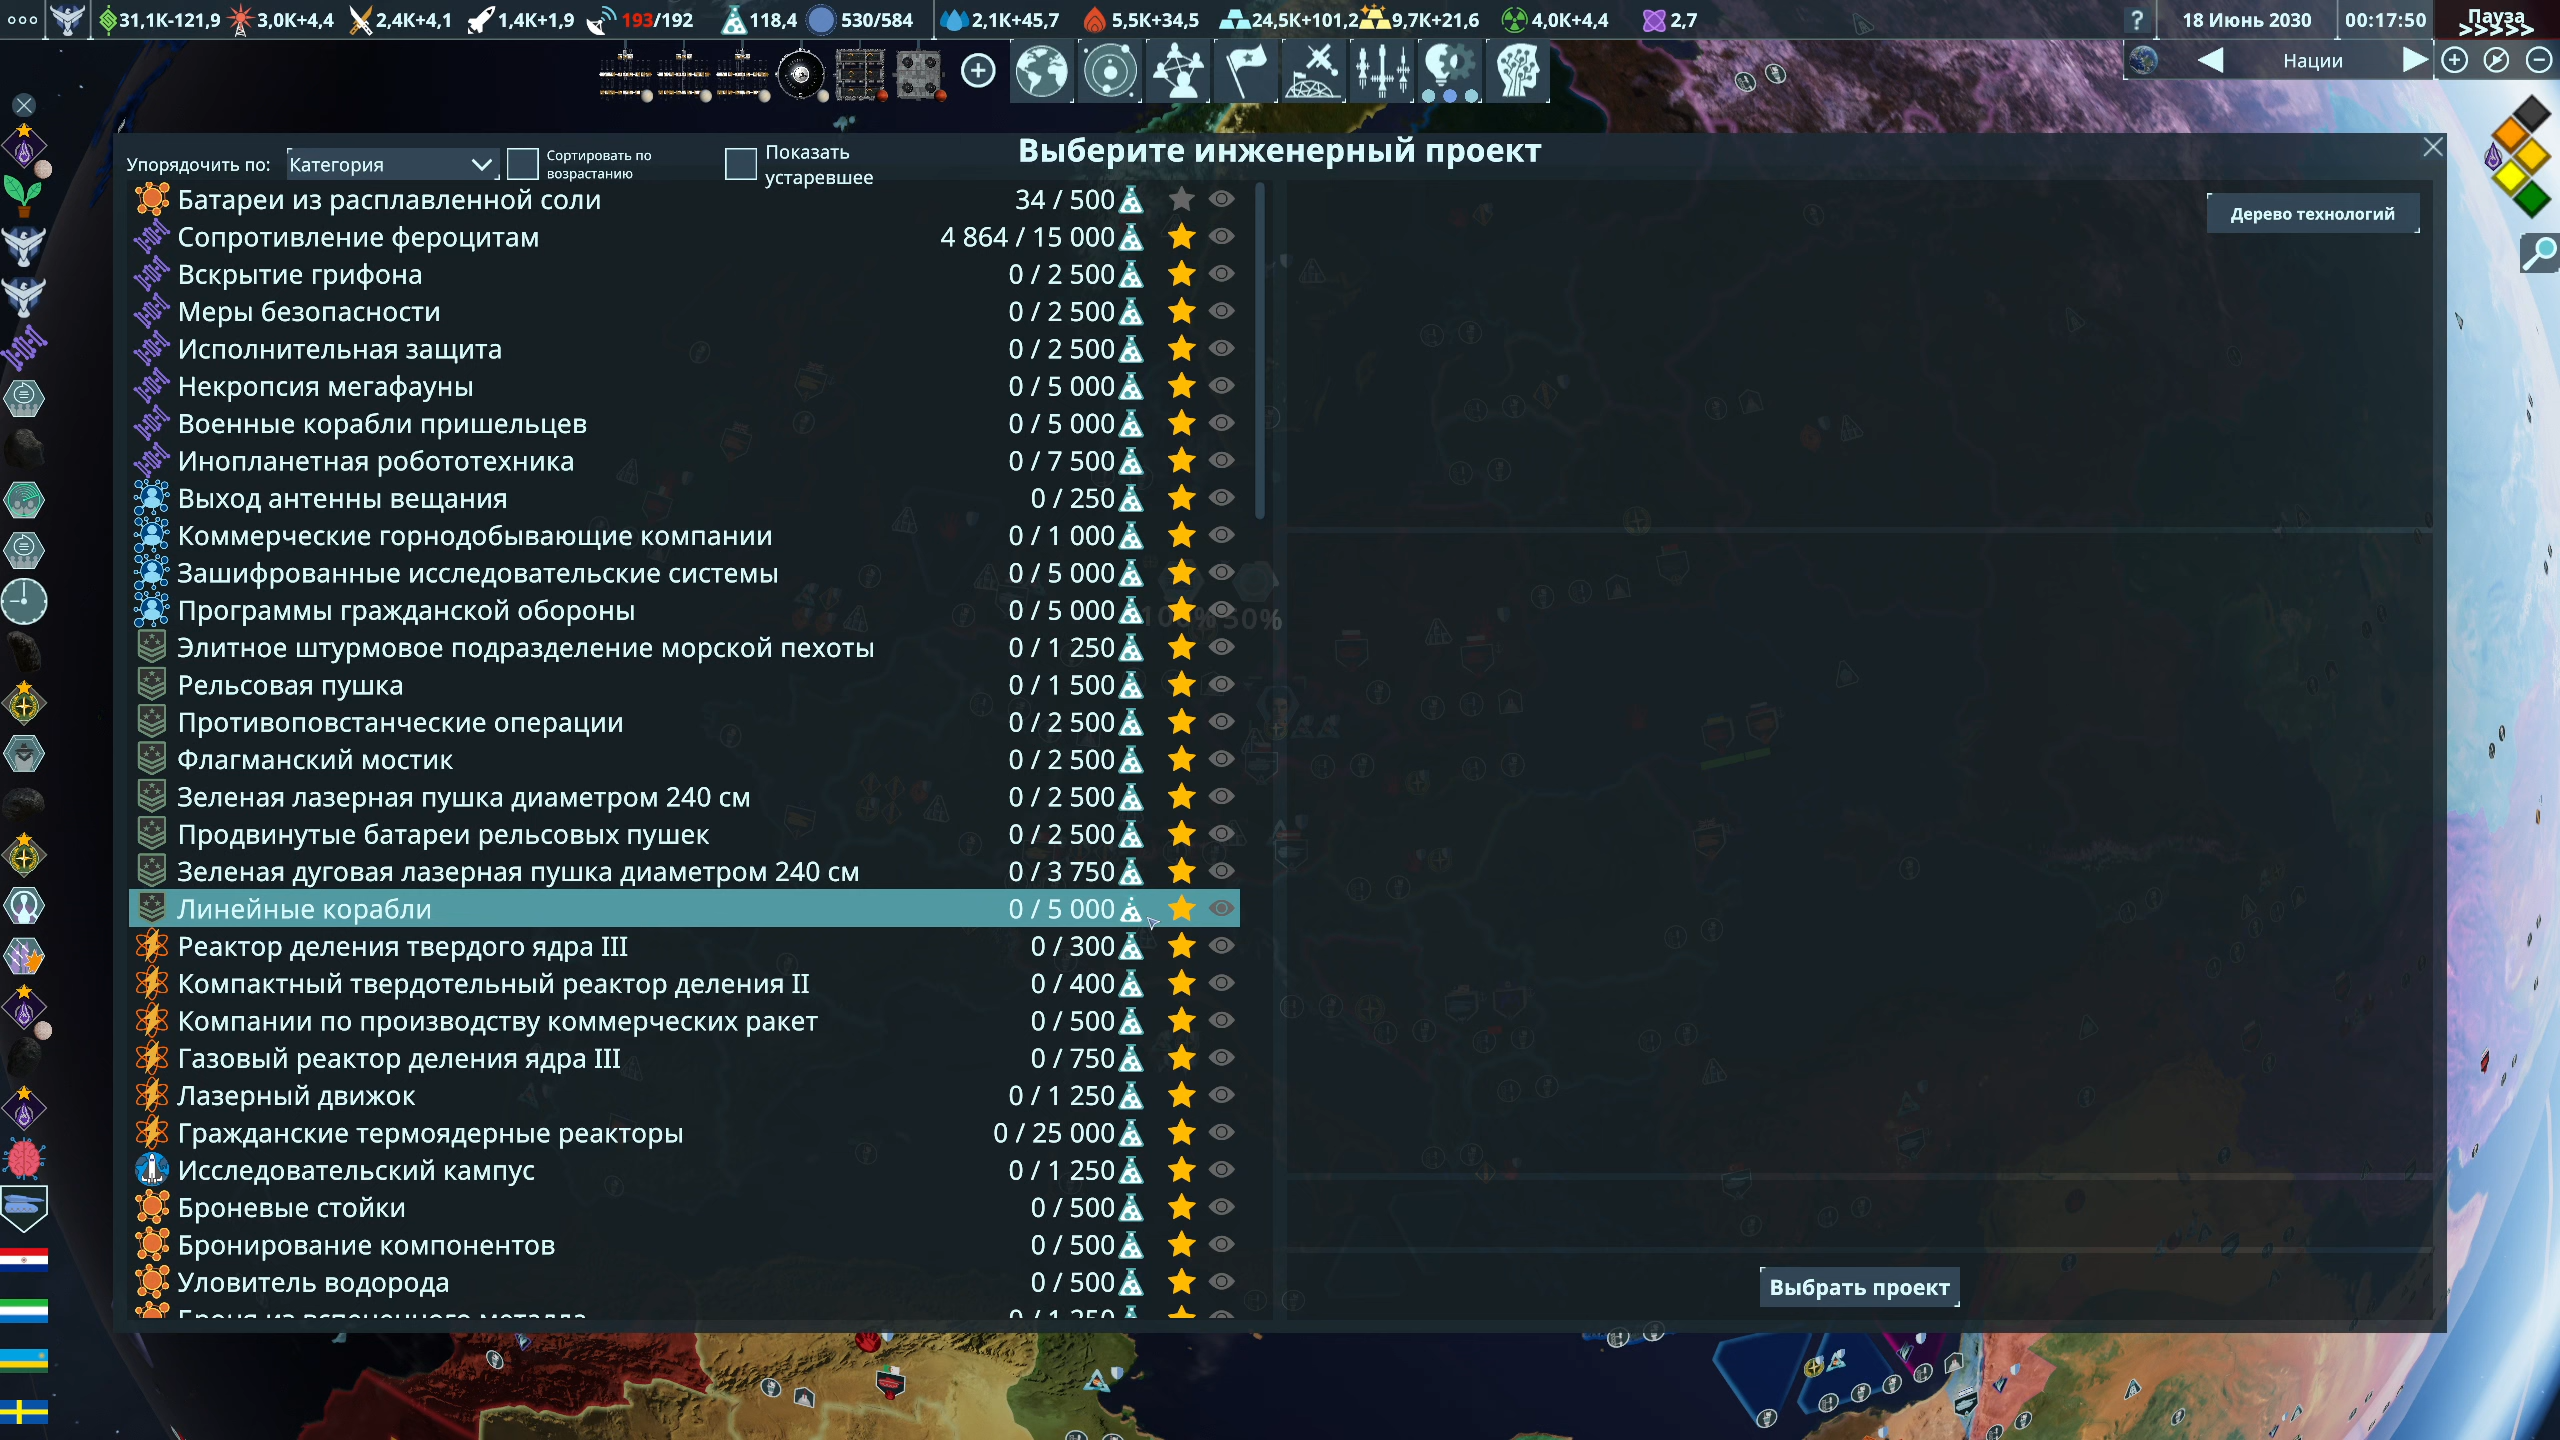 31,1K-121,9 3,0K+4,4 2,4K+4,1 1,4K+1,9 193/192 118,4 530/584 2,1K+45,7 5,5K+34,5 24,5K+101,2 9,7K+21,6 4,0K+4,4 2,7 ? 18 Июнь 2030 00:17:50 Пауза
>>>>>
Нации
Выберите инженерный проект
Упорядочить по: Категория Сортировать по возрастанию Показать устаревшее
Дерево технологий
Батареи из расплавленной соли 34 / 500
Сопротивление фероцитам 4 864 / 15 000
Вскрытие грифона 0 / 2 500
Меры безопасности 0 / 2 500
Исполнительная защита 0 / 2 500
Некропсия мегафауны 0 / 5 000
Военные корабли пришельцев 0 / 5 000
Инопланетная робототехника 0 / 7 500
Выход антенны вещания 0 / 250
Коммерческие горнодобывающие компании 0 / 1 000
Зашифрованные исследовательские системы 0 / 5 000
Программы гражданской обороны 0 / 5 000
Элитное штурмовое подразделение морской пехоты 0 / 1 250
Рельсовая пушка 0 / 1 500
Противоповстанческие операции 0 / 2 500
Флагманский мостик 0 / 2 500
Зеленая лазерная пушка диаметром 240 см 0 / 2 500
Продвинутые батареи рельсовых пушек 0 / 2 500
Зеленая дуговая лазерная пушка диаметром 240 см 0 / 3 750
Линейные корабли 0 / 5 000
Реактор деления твердого ядра III 0 / 300
Компактный твердотельный реактор деления II 0 / 400
Компании по производству коммерческих ракет 0 / 500
Газовый реактор деления ядра III 0 / 750
Лазерный движок 0 / 1 250
Гражданские термоядерные реакторы 0 / 25 000
Исследовательский кампус 0 / 1 250
Броневые стойки 0 / 500
Бронирование компонентов 0 / 500
Уловитель водорода 0 / 500
Броня из вспененного металла 0 / 1 250
Выбрать проект